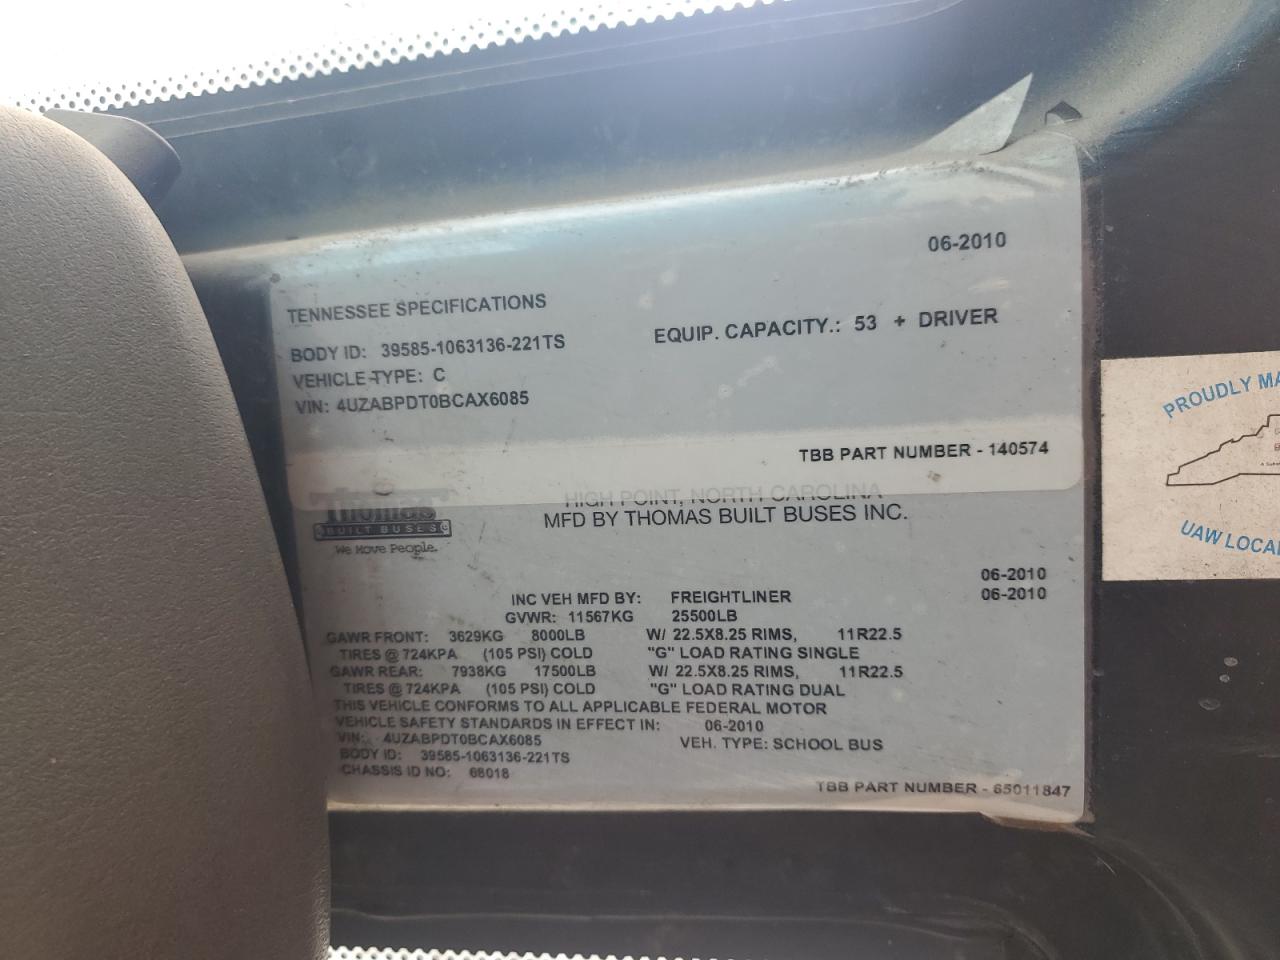 06-2010
TENNESSEE SPECIFICATIONS
BODY ID: 39585-1063136-221TS EQUIP. CAPACITY.: 53 + DRIVER
VEHICLE-TYPE: C
VIN: 4UZABPDT0BCAX6085
TBB PART NUMBER - 140574
Thomas
BUILT BUSES
We Move People.
HIGH POINT, NORTH CAROLINA
MFD BY THOMAS BUILT BUSES INC.
06-2010
INC VEH MFD BY: FREIGHTLINER 06-2010
GVWR: 11567KG 25500LB
GAWR FRONT: 3629KG 8000LB W/ 22.5X8.25 RIMS, 11R22.5
TIRES @ 724KPA (105 PSI) COLD "G" LOAD RATING SINGLE
GAWR REAR: 7938KG 17500LB W/ 22.5X8.25 RIMS, 11R22.5
TIRES @ 724KPA (105 PSI) COLD "G" LOAD RATING DUAL
THIS VEHICLE CONFORMS TO ALL APPLICABLE FEDERAL MOTOR
VEHICLE SAFETY STANDARDS IN EFFECT IN: 06-2010
VIN: 4UZABPDT0BCAX6085 VEH. TYPE: SCHOOL BUS
BODY ID: 39585-1063136-221TS
CHASSIS ID NO: 68018
TBB PART NUMBER - 65011847
PROUDLY MA
UAW LOCA